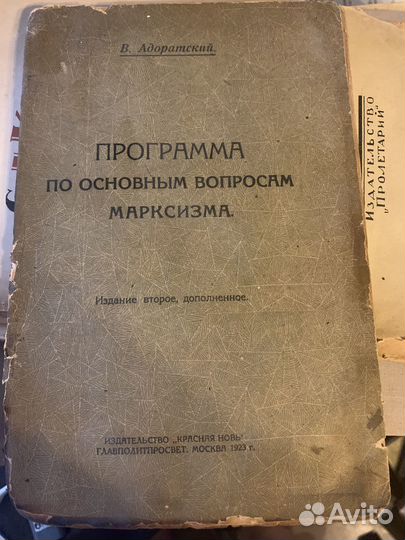 В. Адоратский.
ПРОГРАММА
ПО ОСНОВНЫМ ВОПРОСАМ
МАРКСИЗМА.
Издание второе, дополненное.
ИЗДАТЕЛЬСТВО „КРАСНАЯ НОВЬ“
ГЛАВПОЛИТПРОСВЕТ. МОСКВА 1923 г.
ИЗДАТЕЛЬСТВО
„ПРОЛЕТАРИЙ“
Avito